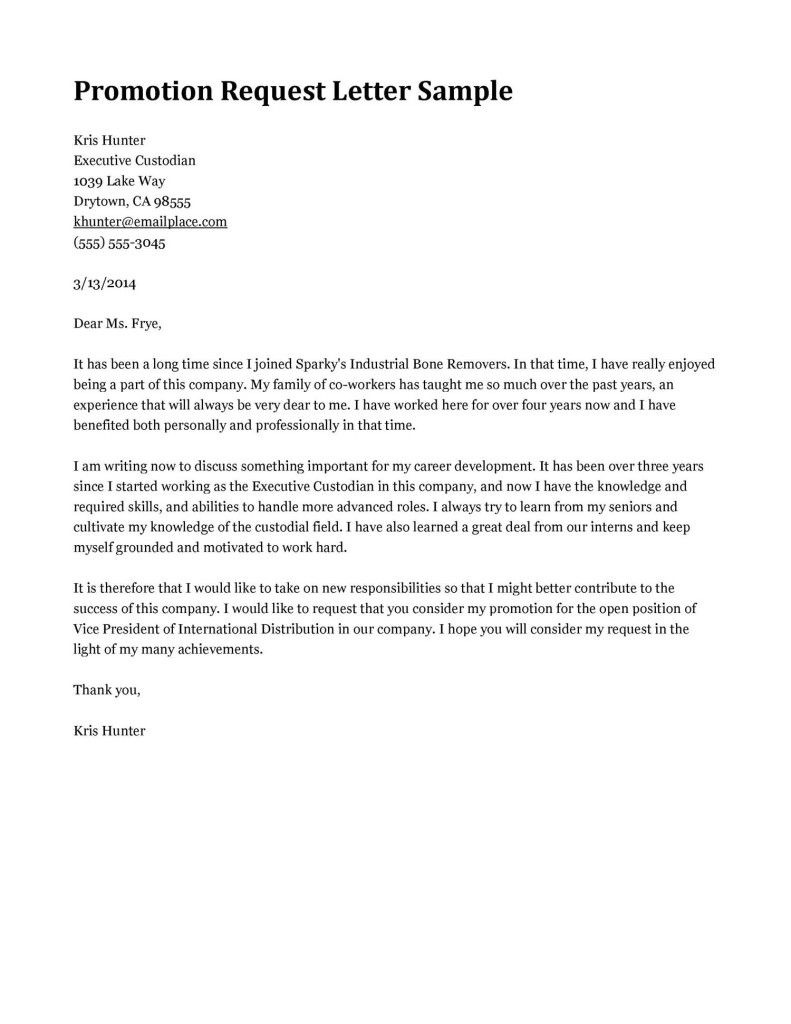 Promotion Request Letter Sample
Kris Hunter
Executive Custodian
1039 Lake Way
Drytown, CA 98555
khunter@emailplace.com
(555) 555-3045
3/13/2014
Dear Ms. Frye,
It has been a long time since I joined Sparky's Industrial Bone Removers. In that time, I have really enjoyed
being a part of this company. My family of co-workers has taught me so much over the past years, an
experience that will always be very dear to me. I have worked here for over four years now and I have
benefited both personally and professionally in that time.
I am writing now to discuss something important for my career development. It has been over three years
since I started working as the Executive Custodian in this company, and now I have the knowledge and
required skills, and abilities to handle more advanced roles. I always try to learn from my seniors and
cultivate my knowledge of the custodial field. I have also learned a great deal from our interns and keep
myself grounded and motivated to work hard.
It is therefore that I would like to take on new responsibilities so that I might better contribute to the
success of this company. I would like to request that you consider my promotion for the open position of
Vice President of International Distribution in our company. I hope you will consider my request in the
light of my many achievements.
Thank you,
Kris Hunter